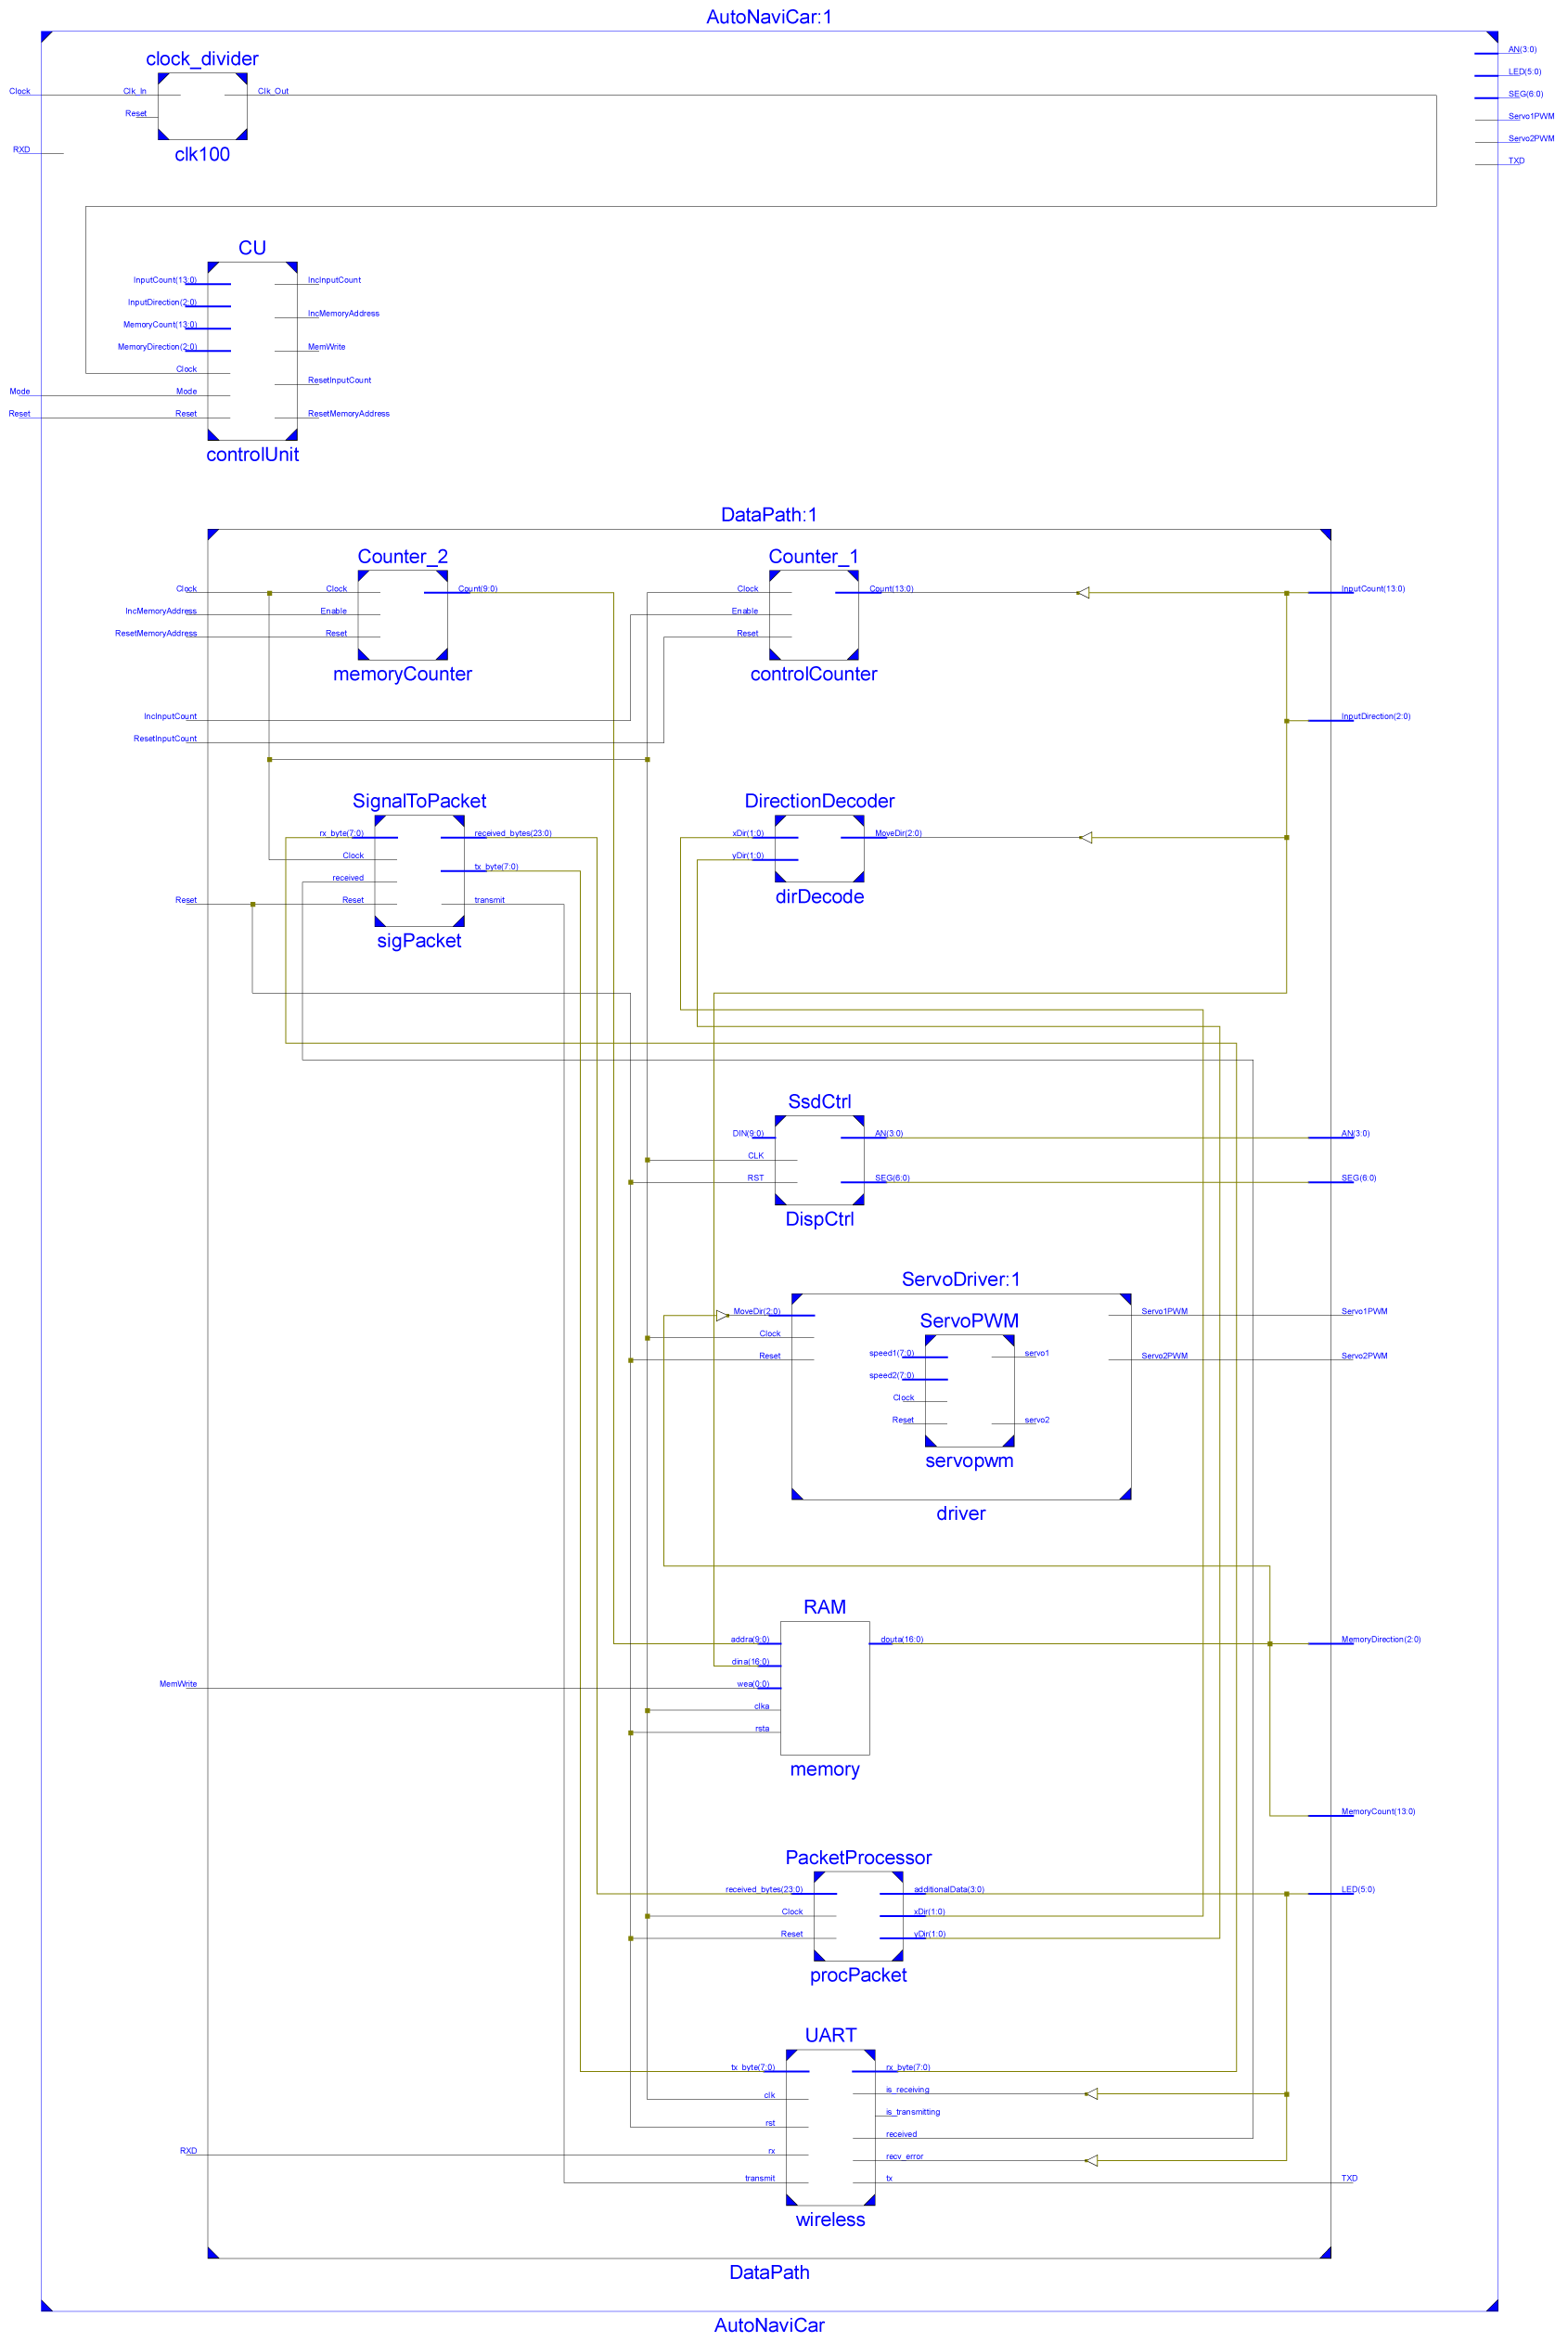 AutoNaviCar:1
AN(3:0)
LED(5:0)
SEG(6:0)
Servo1PWM
Servo2PWM
TXD
clock_divider
Clock
Clk_In
Clk_Out
Reset
clk100
RXD
CU
InputCount(13:0)
IncInputCount
InputDirection(2:0)
IncMemoryAddress
MemoryCount(13:0)
MemWrite
MemoryDirection(2:0)
Clock
ResetInputCount
Mode
Mode
Reset
Reset
ResetMemoryAddress
controlUnit
DataPath:1
Counter_2
Counter_1
Clock
Clock
Count(9:0)
Clock
Count(13:0)
InputCount(13:0)
IncMemoryAddress
Enable
Enable
ResetMemoryAddress
Reset
Reset
memoryCounter
controlCounter
IncInputCount
InputDirection(2:0)
ResetInputCount
SignalToPacket
DirectionDecoder
rx_byte(7:0)
received_bytes(23:0)
xDir(1:0)
MoveDir(2:0)
Clock
yDir(1:0)
tx_byte(7:0)
received
Reset
Reset
transmit
dirDecode
sigPacket
SsdCtrl
DIN(9:0)
AN(3:0)
AN(3:0)
CLK
RST
SEG(6:0)
SEG(6:0)
DispCtrl
ServoDriver:1
MoveDir(2:0)
Servo1PWM
Servo1PWM
ServoPWM
Clock
speed1(7:0)
servo1
Reset
Servo2PWM
Servo2PWM
speed2(7:0)
Clock
Reset
servo2
servopwm
driver
RAM
addra(9:0)
douta(16:0)
MemoryDirection(2:0)
dina(16:0)
MemWrite
wea(0:0)
clka
rsta
memory
MemoryCount(13:0)
PacketProcessor
received_bytes(23:0)
additionalData(3:0)
LED(5:0)
Clock
xDir(1:0)
Reset
yDir(1:0)
procPacket
UART
tx_byte(7:0)
rx_byte(7:0)
clk
is_receiving
is_transmitting
rst
received
RXD
rx
recv_error
transmit
tx
TXD
wireless
DataPath
AutoNaviCar